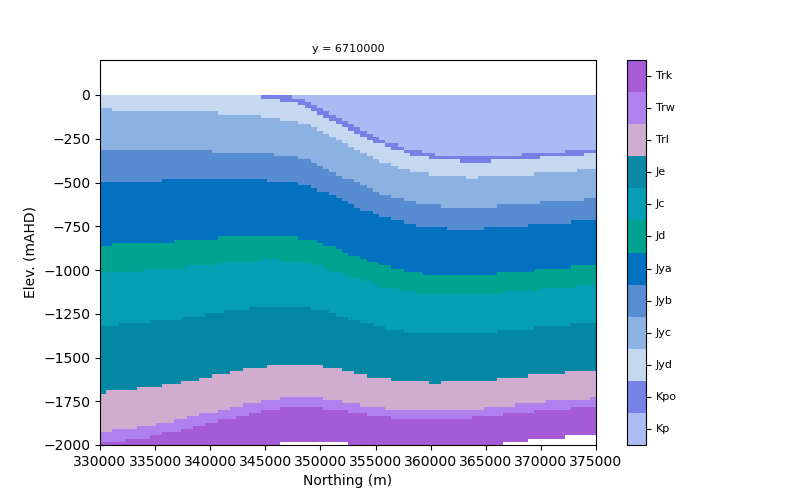 y = 6710000
Elev. (mAHD)
0
−250
−500
−750
−1000
−1250
−1500
−1750
−2000
330000 335000 340000 345000 350000 355000 360000 365000 370000 375000
Northing (m)
Trk
Trw
Trl
Je
Jc
Jd
Jya
Jyb
Jyc
Jyd
Kpo
Kp